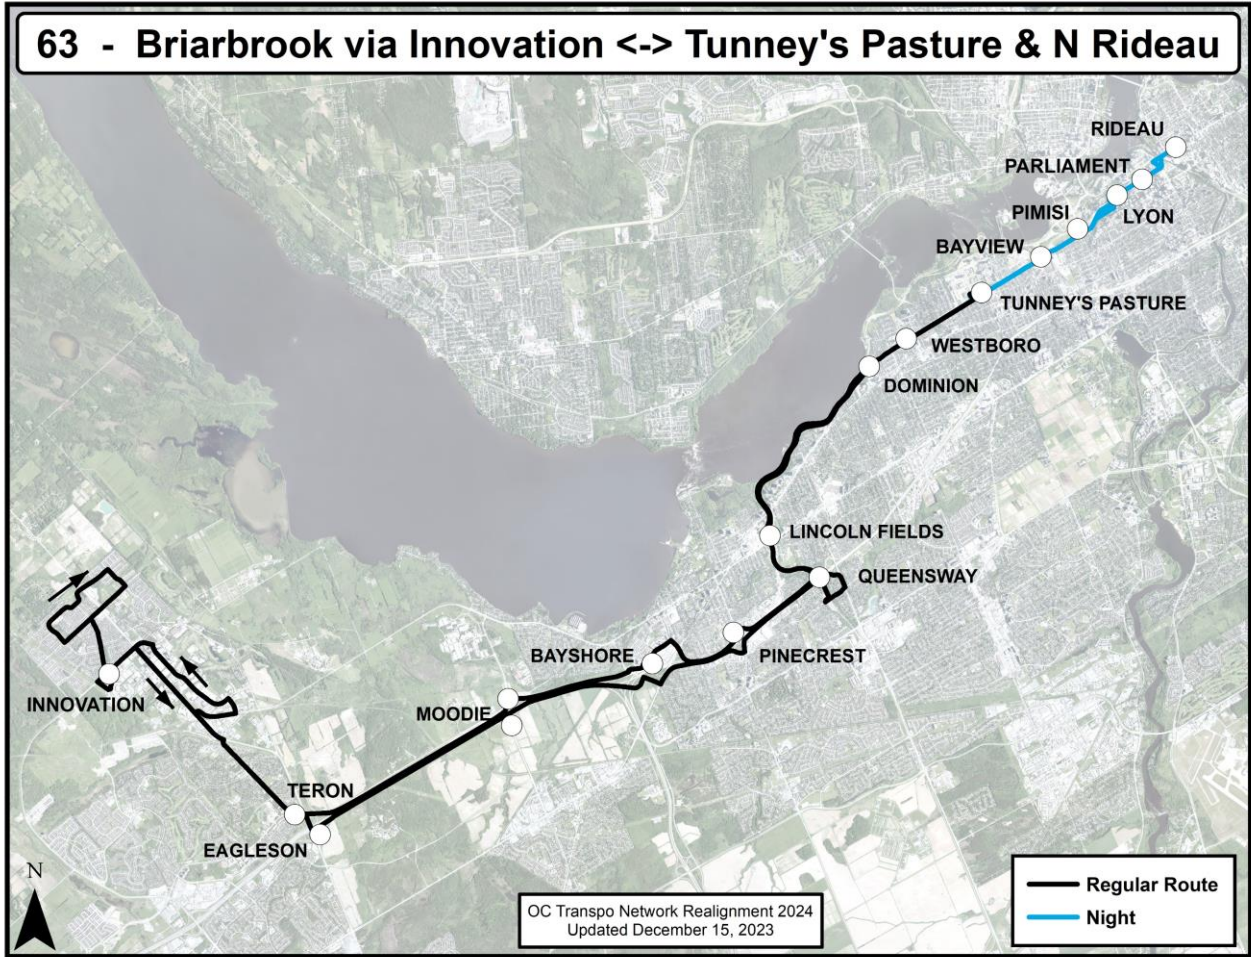 63 - Briarbrook via Innovation <-> Tunney's Pasture & N Rideau
RIDEAU
PARLIAMENT
LYON
PIMISI
BAYVIEW
TUNNEY'S PASTURE
WESTBORO
DOMINION
LINCOLN FIELDS
QUEENSWAY
PINECREST
BAYSHORE
MOODIE
INNOVATION
TERON
EAGLESON
N
OC Transpo Network Realignment 2024
Updated December 15, 2023
Regular Route
Night